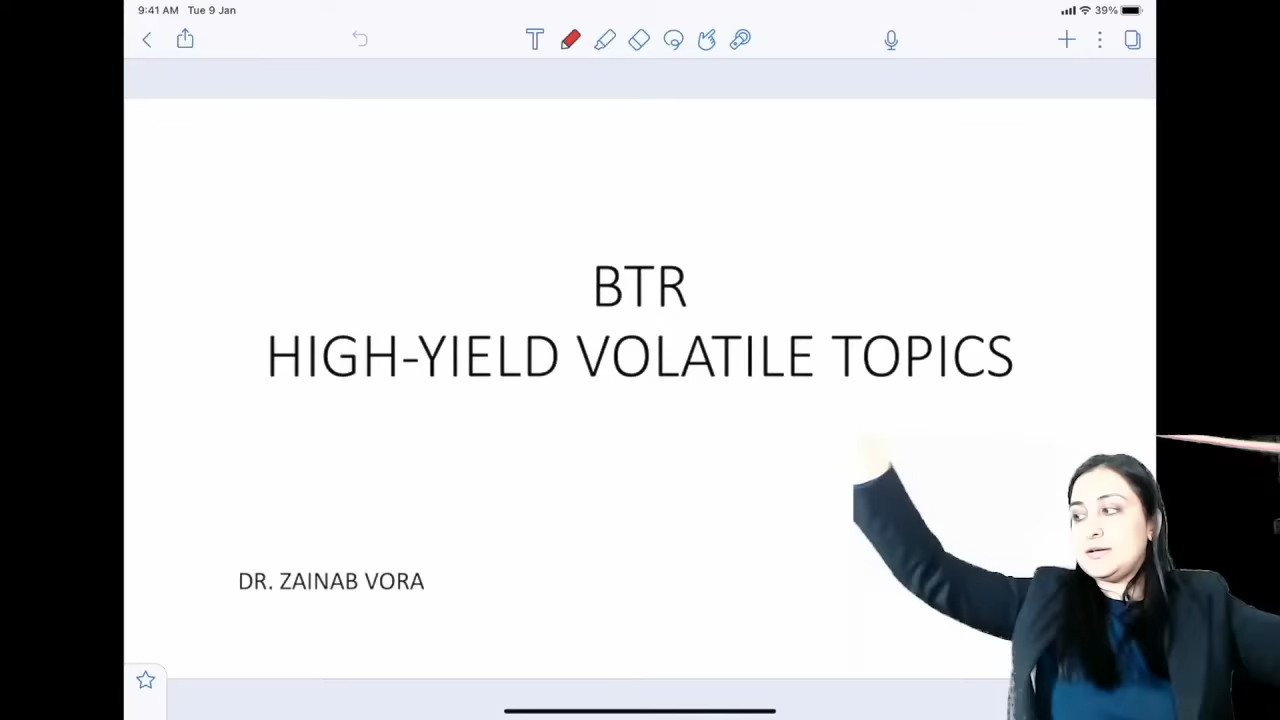 9:41 AM Tue 9 Jan
39%
BTR
HIGH-YIELD VOLATILE TOPICS
DR. ZAINAB VORA